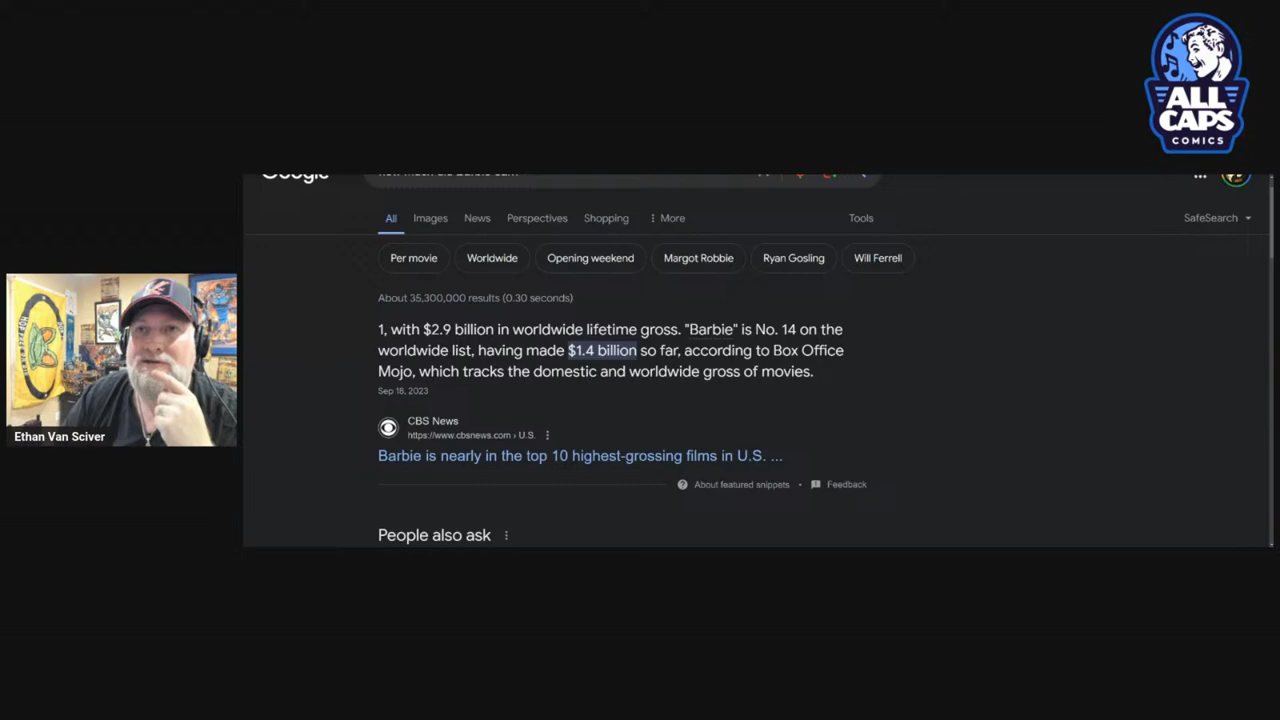 ALL
CAPS
COMICS
Google
All Images News Perspectives Shopping More Tools SafeSearch
Per movie Worldwide Opening weekend Margot Robbie Ryan Gosling Will Ferrell
About 35,300,000 results (0.30 seconds)
1, with $2.9 billion in worldwide lifetime gross. "Barbie" is No. 14 on the
worldwide list, having made $1.4 billion so far, according to Box Office
Mojo, which tracks the domestic and worldwide gross of movies.
Sep 18, 2023
CBS News
https://www.cbsnews.com › U.S.
Barbie is nearly in the top 10 highest-grossing films in U.S. ...
About featured snippets • Feedback
People also ask
Ethan Van Sciver